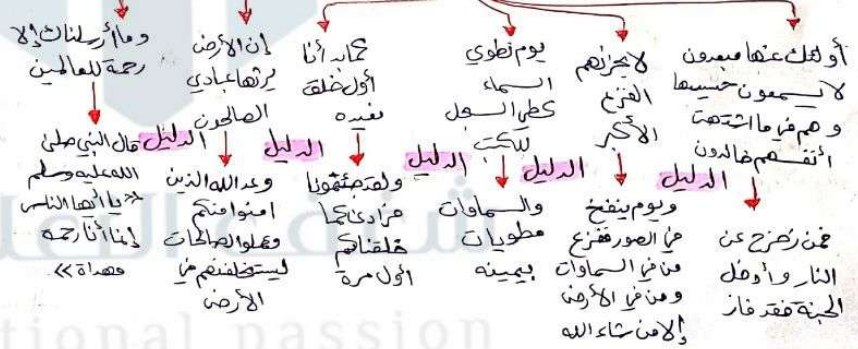 أولئك عنها مبعدون
لا يسمعون حسيسها
وهم في ما اشتهت
أنفسهم خالدون
الدليل
فمن زحزح عن
النار وأدخل
الجنة فقد فاز
لا يحزنهم
الفزع
الأكبر
الدليل
ويوم ينفخ
في الصور ففزع
من في السماوات
ومن في الأرض
إلا من شاء الله
يوم نطوي
السماء
كطي السجل
للكتب
الدليل
والسماوات
مطويات
بيمينه
كما بدأنا
أول خلق
نعيده
الدليل
ولقد جئتمونا
فرادى كما
خلقناكم
أول مرة
إن الأرض
يرثها عبادي
الصالحون
الدليل
وعد الله الذين
امنوا منكم
وعملوا الصالحات
ليستخلفنهم في
الأرض
وما أرسلناك إلا
رحمة للعالمين
قال النبي صلى
الله عليه وسلم
«يا أيها الناس
إنما أنا رحمة
مهداة»
tional passion